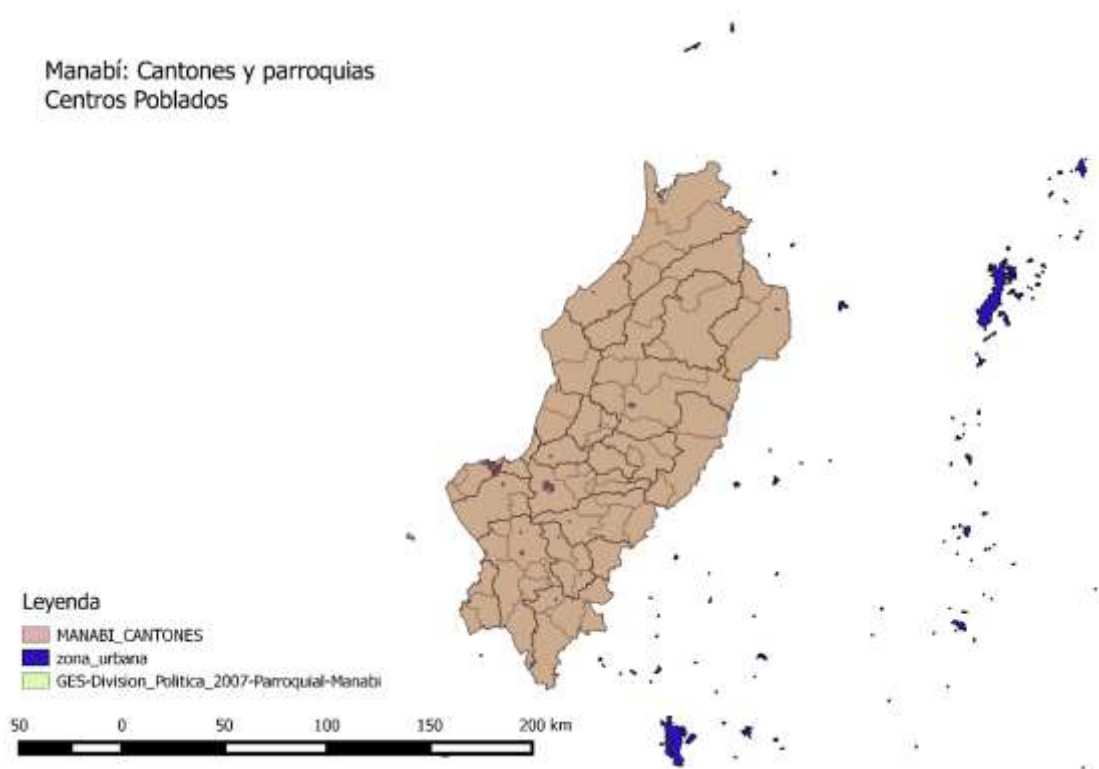 Manabí: Cantones y parroquias
Centros Poblados
Leyenda
MANABI_CANTONES
zona_urbana
GES-Division_Politica_2007-Parroquial-Manabi
50 0 50 100 150 200 km